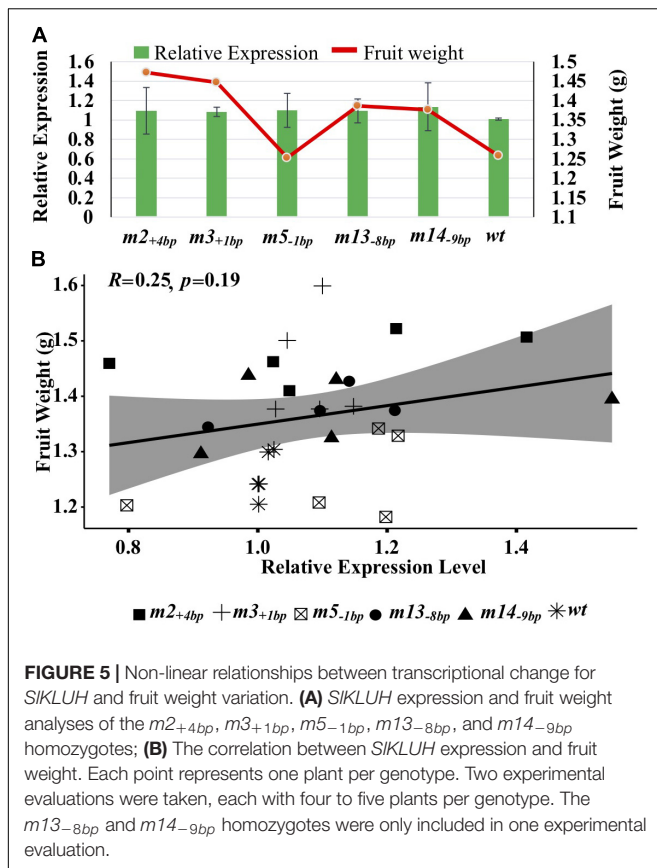 A
Relative Expression Fruit weight
1.6 1.5
1.4 1.45
1.2 1.4
1 1.35
0.8 1.3
0.6 1.25
0.4 1.2
0.2 1.15
0 1.1
Relative Expression
Fruit Weight (g)
m2+4bp m3+1bp m5-1bp m13-8bp m14-9bp wt
B
R=0.25, p=0.19
1.6
1.5
1.4
1.3
1.2
Fruit Weight (g)
0.8 1.0 1.2 1.4
Relative Expression Level
m2+4bp m3+1bp m5-1bp m13-8bp m14-9bp wt
FIGURE 5 | Non-linear relationships between transcriptional change for
SlKLUH and fruit weight variation. (A) SlKLUH expression and fruit weight
analyses of the m2+4bp, m3+1bp, m5−1bp, m13−8bp, and m14−9bp
homozygotes; (B) The correlation between SlKLUH expression and fruit
weight. Each point represents one plant per genotype. Two experimental
evaluations were taken, each with four to five plants per genotype. The
m13−8bp and m14−9bp homozygotes were only included in one experimental
evaluation.